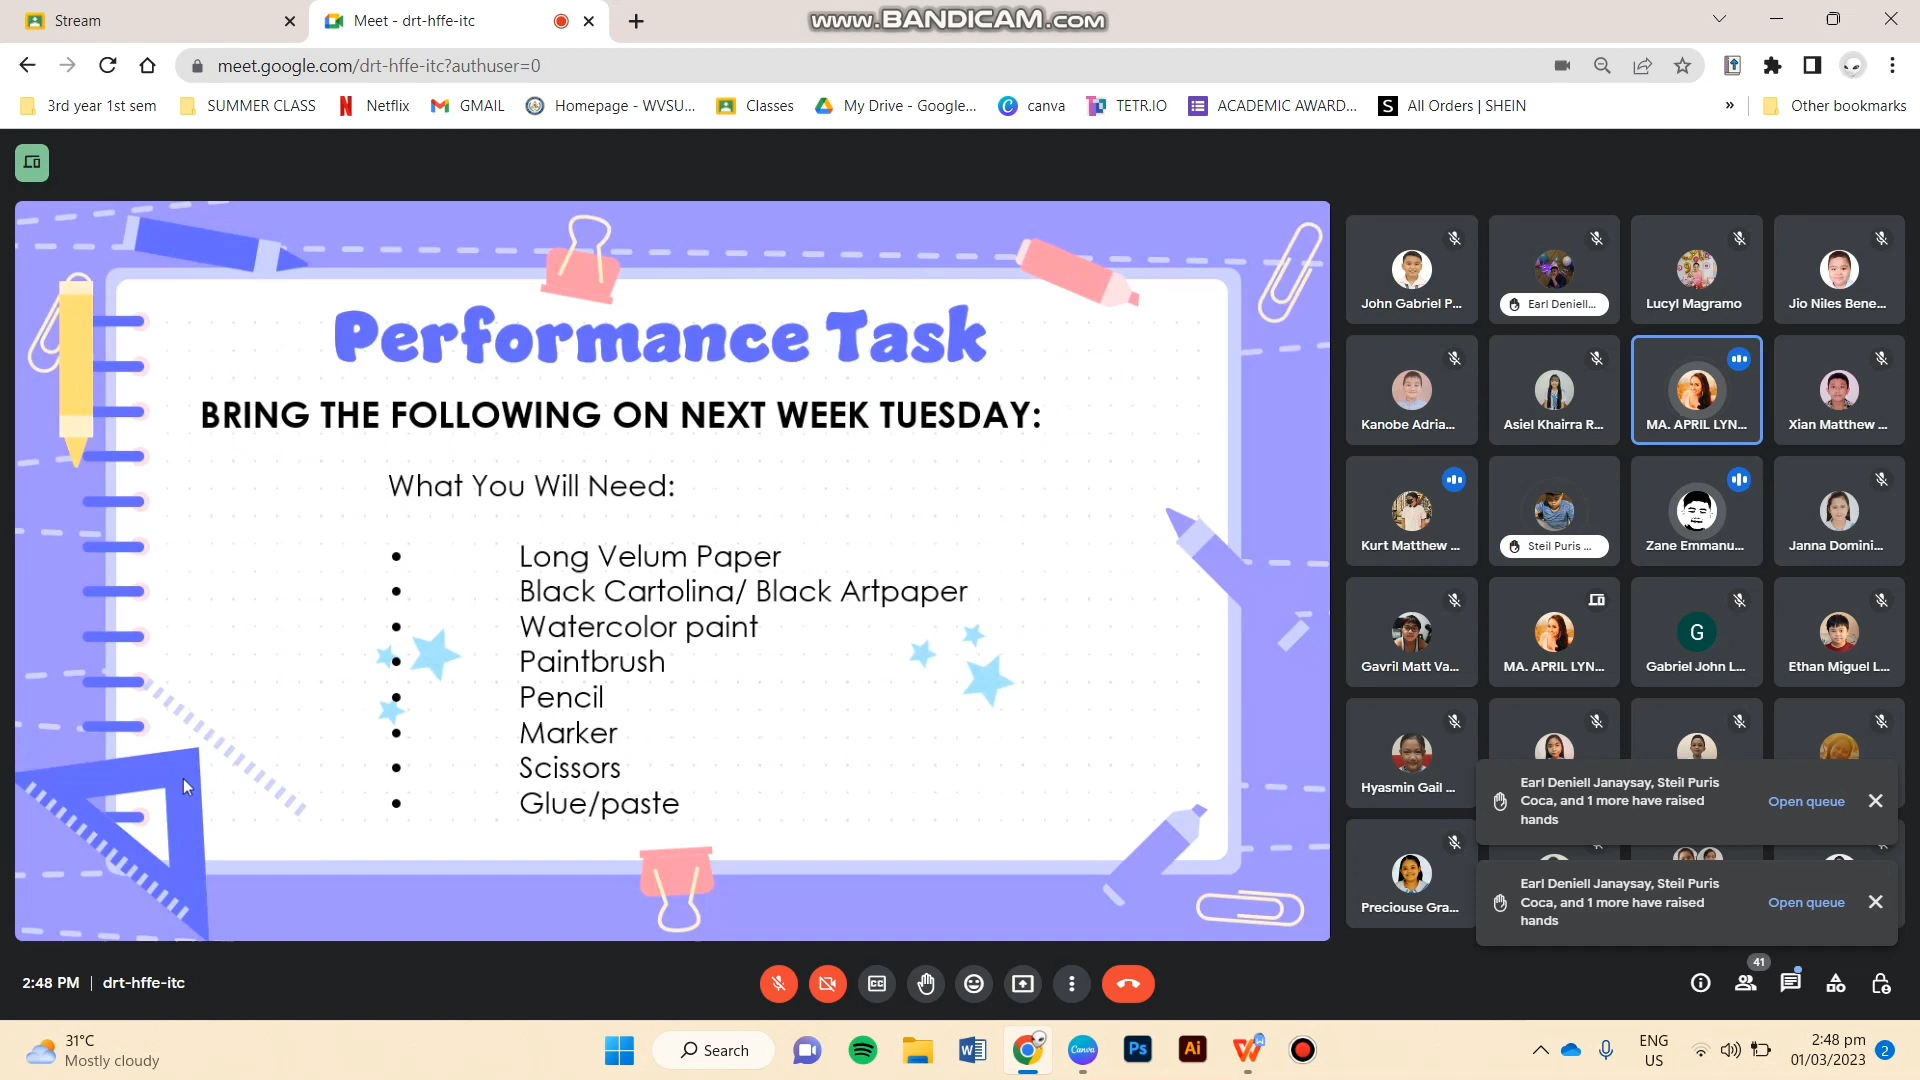 Stream
Meet - drt-hffe-itc
www.BANDICAM.com
meet.google.com/drt-hffe-itc?authuser=0
3rd year 1st sem
SUMMER CLASS
Netflix
GMAIL
Homepage - WVSU...
Classes
My Drive - Google...
canva
TETR.IO
ACADEMIC AWARD...
All Orders | SHEIN
»
Other bookmarks
Performance Task
BRING THE FOLLOWING ON NEXT WEEK TUESDAY:
What You Will Need:
• Long Velum Paper
• Black Cartolina/ Black Artpaper
• Watercolor paint
• Paintbrush
• Pencil
• Marker
• Scissors
• Glue/paste
John Gabriel P...
Earl Deniell...
Lucyl Magramo
Jio Niles Bene...
Kanobe Adria...
Asiel Khairra R...
MA. APRIL LYN...
Xian Matthew ...
Kurt Matthew ...
Steil Puris ...
Zane Emmanu...
Janna Domini...
Gavril Matt Va...
MA. APRIL LYN...
G
Gabriel John L...
Ethan Miguel L...
Hyasmin Gail ...
Earl Deniell Janaysay, Steil Puris
Coca, and 1 more have raised
hands
Open queue
Preciouse Gra...
Earl Deniell Janaysay, Steil Puris
Coca, and 1 more have raised
hands
Open queue
2:48 PM | drt-hffe-itc
41
31°C
Mostly cloudy
Search
Canva
Ps
Ai
ENG
US
2:48 pm
01/03/2023
2